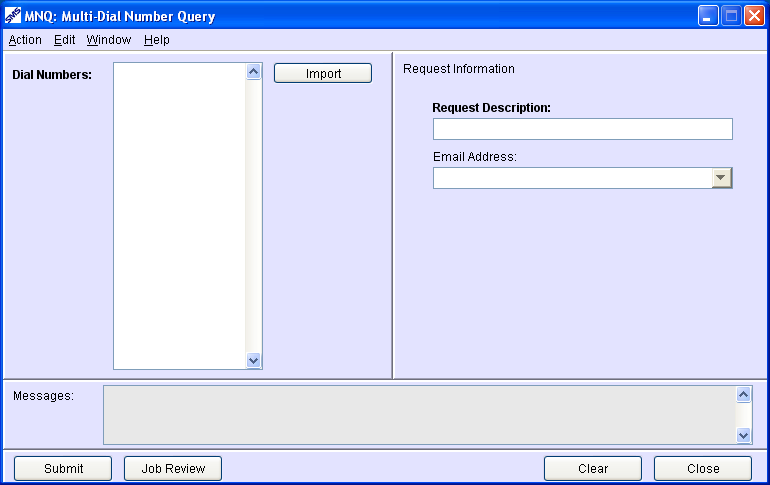 SMS MNQ: Multi-Dial Number Query
Action Edit Window Help
Dial Numbers:
Import
Request Information
Request Description:
Email Address:
Messages:
Submit Job Review Clear Close